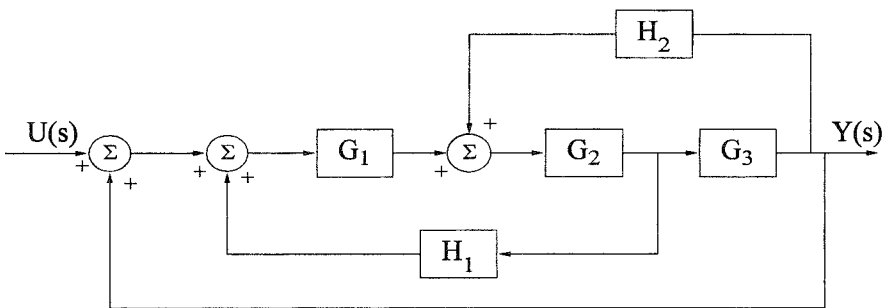 H2
+
U(s) Σ Σ G1 Σ G2 G3 Y(s)
+ + + + +
H1